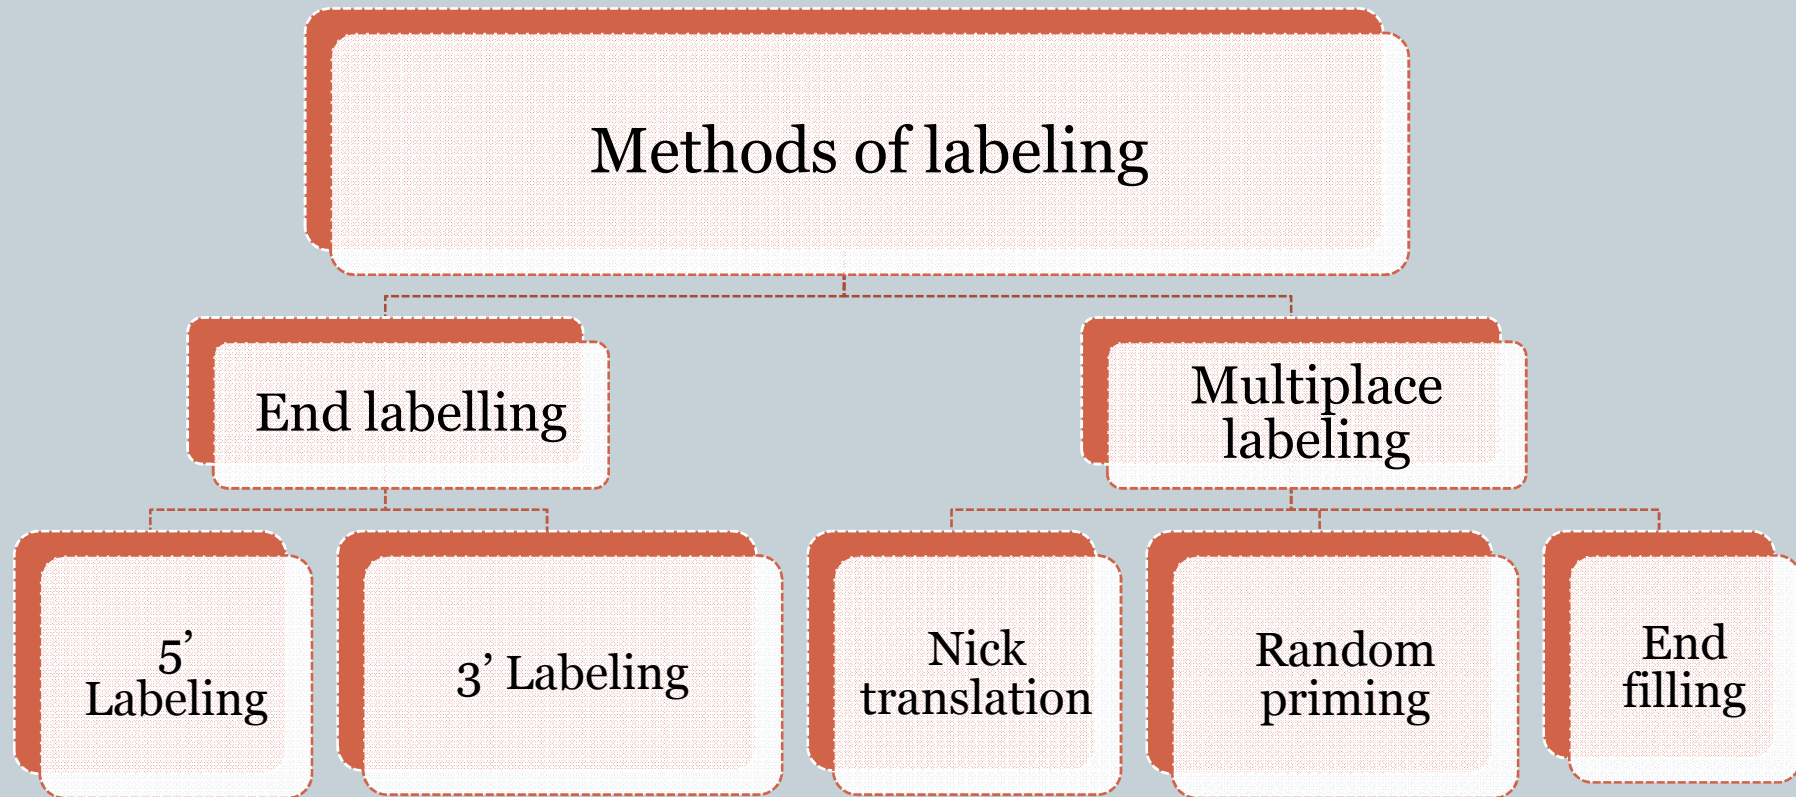 Methods of labeling
End labelling
Multiplace
labeling
5’
Labeling
3’ Labeling
Nick
translation
Random
priming
End
filling